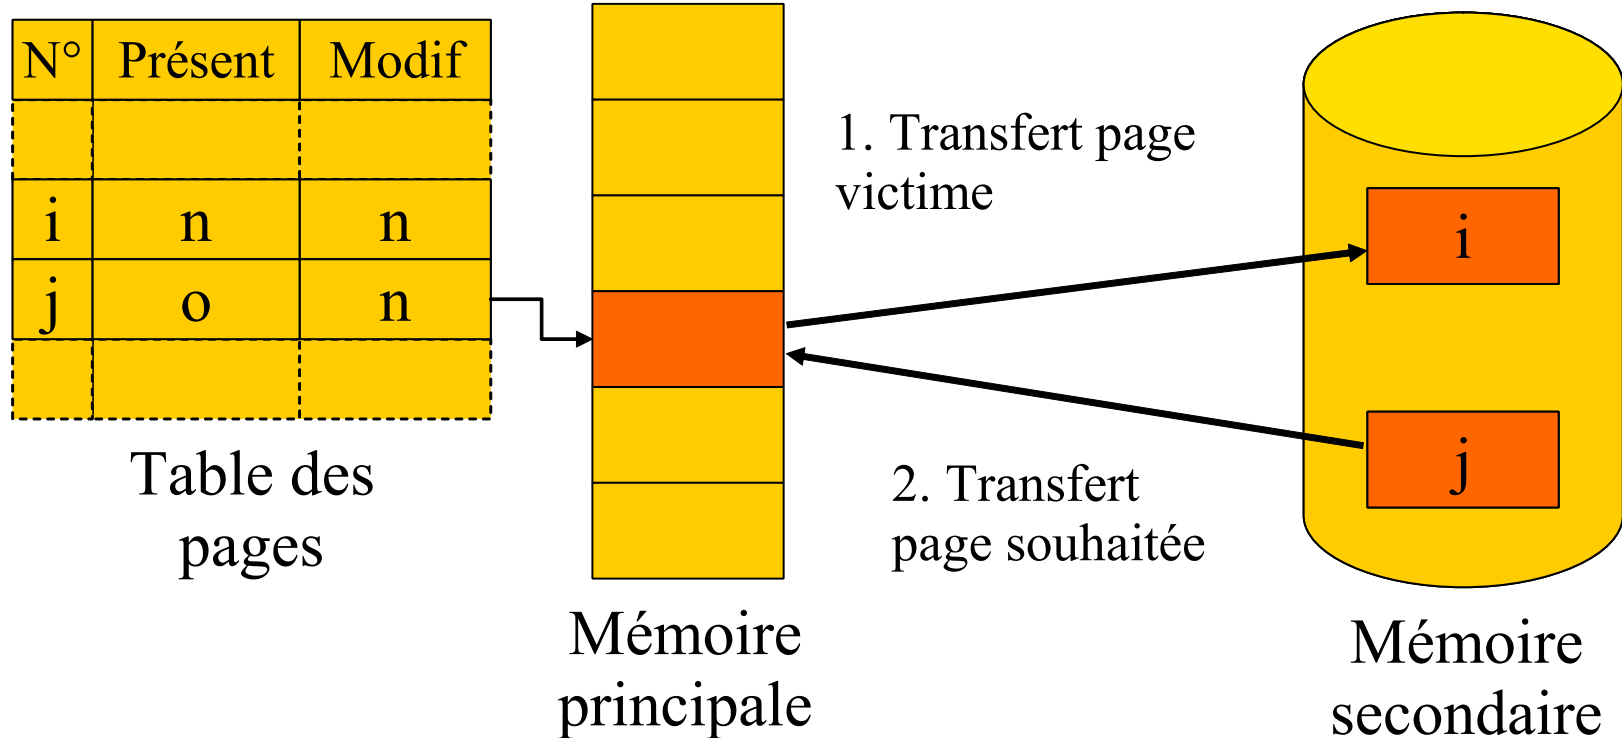 N° Présent Modif
i n n
j o n
Table des
pages
Mémoire
principale
1. Transfert page
victime
2. Transfert
page souhaitée
i
j
Mémoire
secondaire